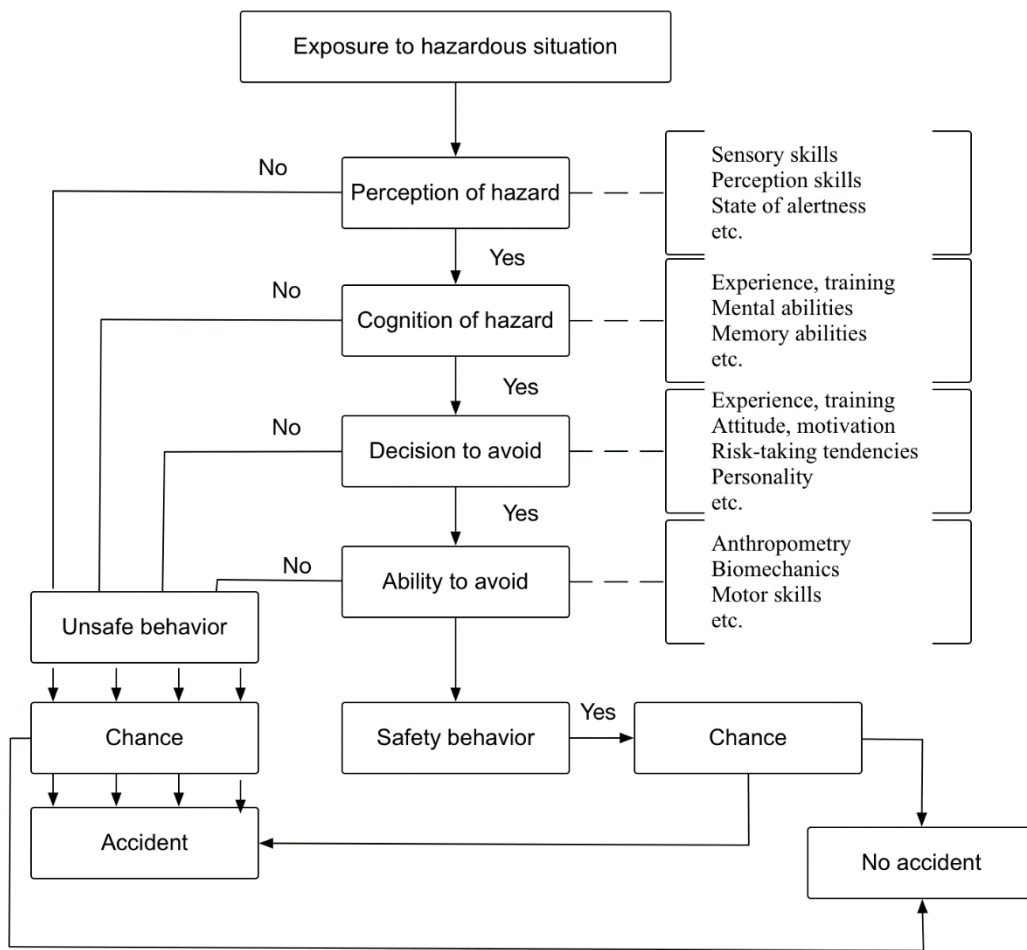 Exposure to hazardous situation
No
Perception of hazard
Sensory skills
Perception skills
State of alertness
etc.
Yes
No
Cognition of hazard
Experience, training
Mental abilities
Memory abilities
etc.
Yes
No
Decision to avoid
Experience, training
Attitude, motivation
Risk-taking tendencies
Personality
etc.
Yes
No
Ability to avoid
Anthropometry
Biomechanics
Motor skills
etc.
Unsafe behavior
Chance
Safety behavior
Yes
Chance
Accident
No accident